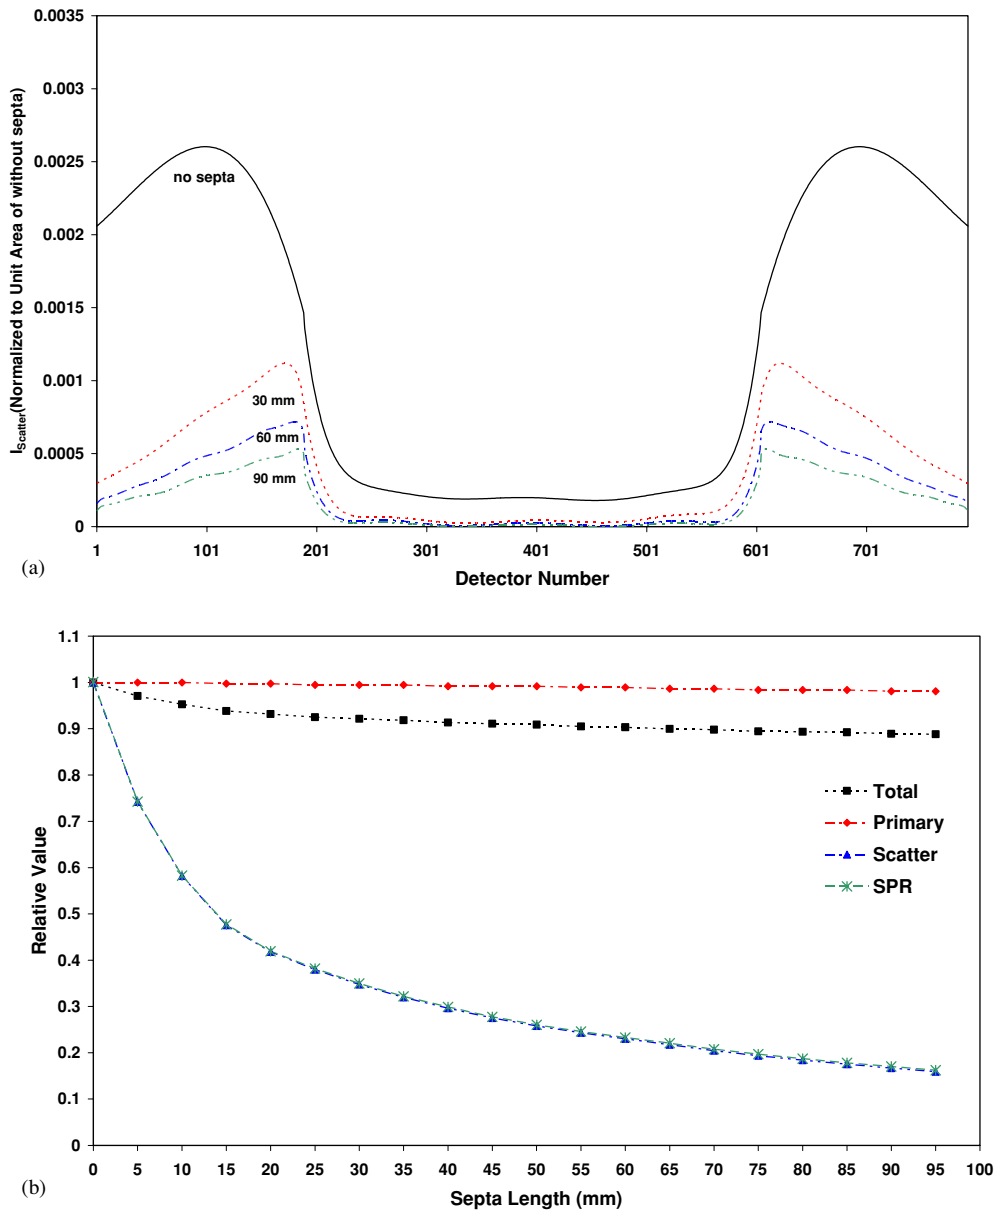 0.0035
0.003
0.0025
0.002
0.0015
0.001
0.0005
0
I_Scatter(Normalized to Unit Area of without septa)
no septa
30 mm
60 mm
90 mm
1 101 201 301 401 501 601 701
Detector Number
(a)
1.1
1
0.9
0.8
0.7
0.6
0.5
0.4
0.3
0.2
0.1
0
Relative Value
Total
Primary
Scatter
SPR
0 5 10 15 20 25 30 35 40 45 50 55 60 65 70 75 80 85 90 95 100
Septa Length (mm)
(b)